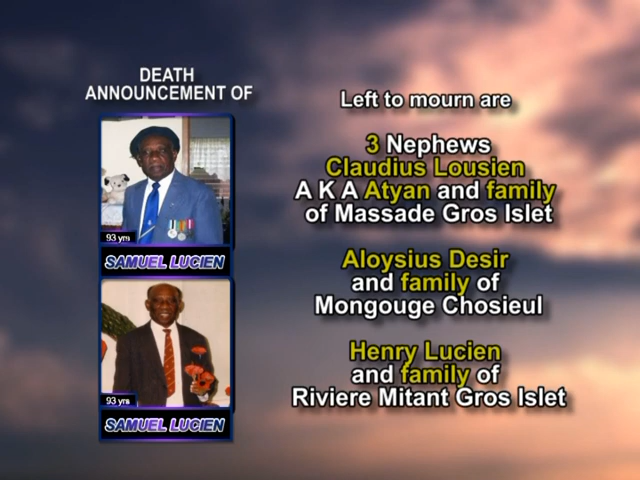 DEATH
ANNOUNCEMENT OF
93 yrs
SAMUEL LUCIEN
93 yrs
SAMUEL LUCIEN
Left to mourn are
3 Nephews
Claudius Lousien
A K A Atyan and family
of Massade Gros Islet
Aloysius Desir
and family of
Mongouge Chosieul
Henry Lucien
and family of
Riviere Mitant Gros Islet